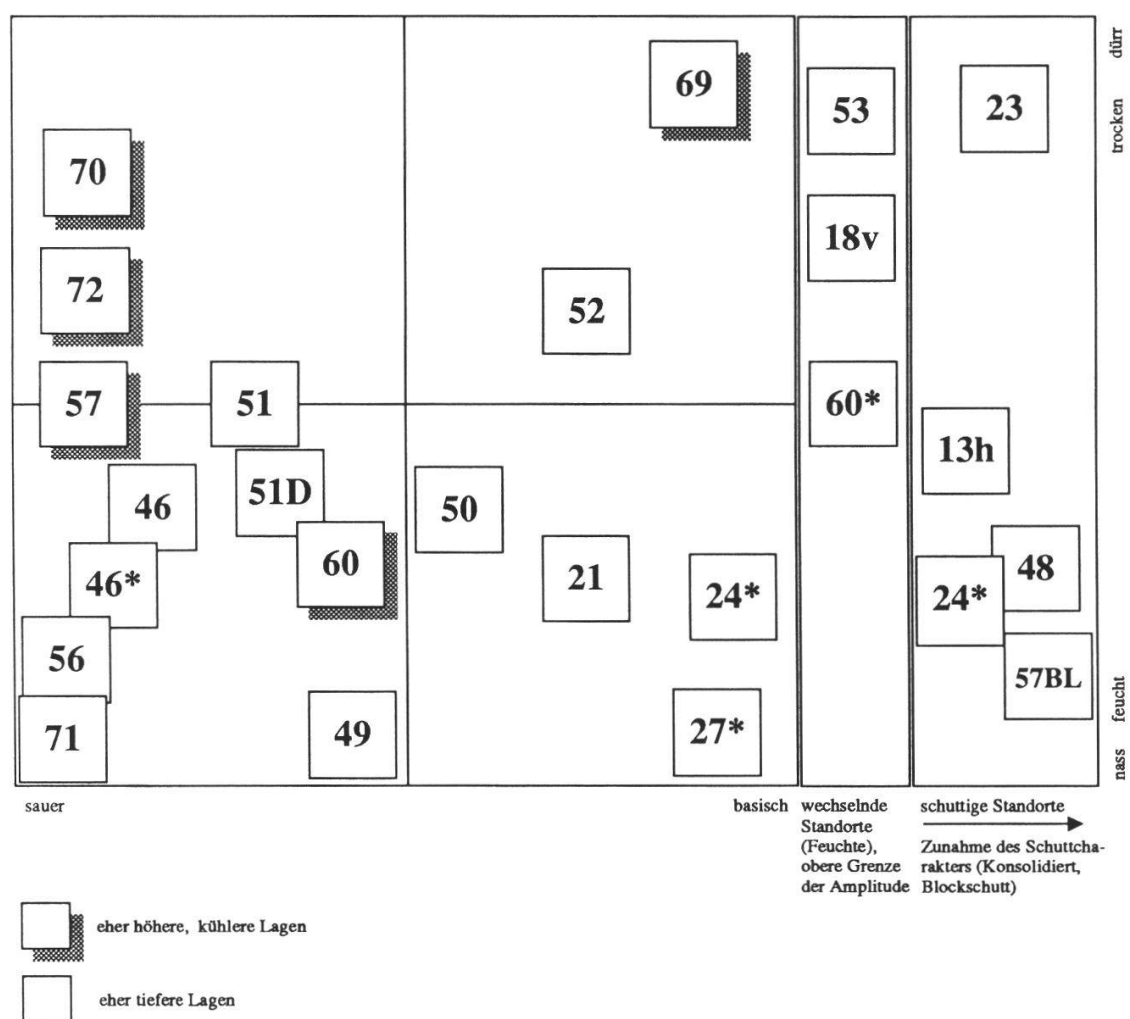 dürr
69
53
23
trocken
70
18v
72
52
57
51
60*
13h
46
51D
50
60
21
24*
48
46*
24*
56
57BL
71
49
27*
feucht
nass
sauer
basisch
wechselnde
Standorte
(Feuchte),
obere Grenze
der Amplitude
schuttige Standorte
Zunahme des Schuttcha-
rakters (Konsolidiert,
Blockschutt)
eher höhere, kühlere Lagen
eher tiefere Lagen